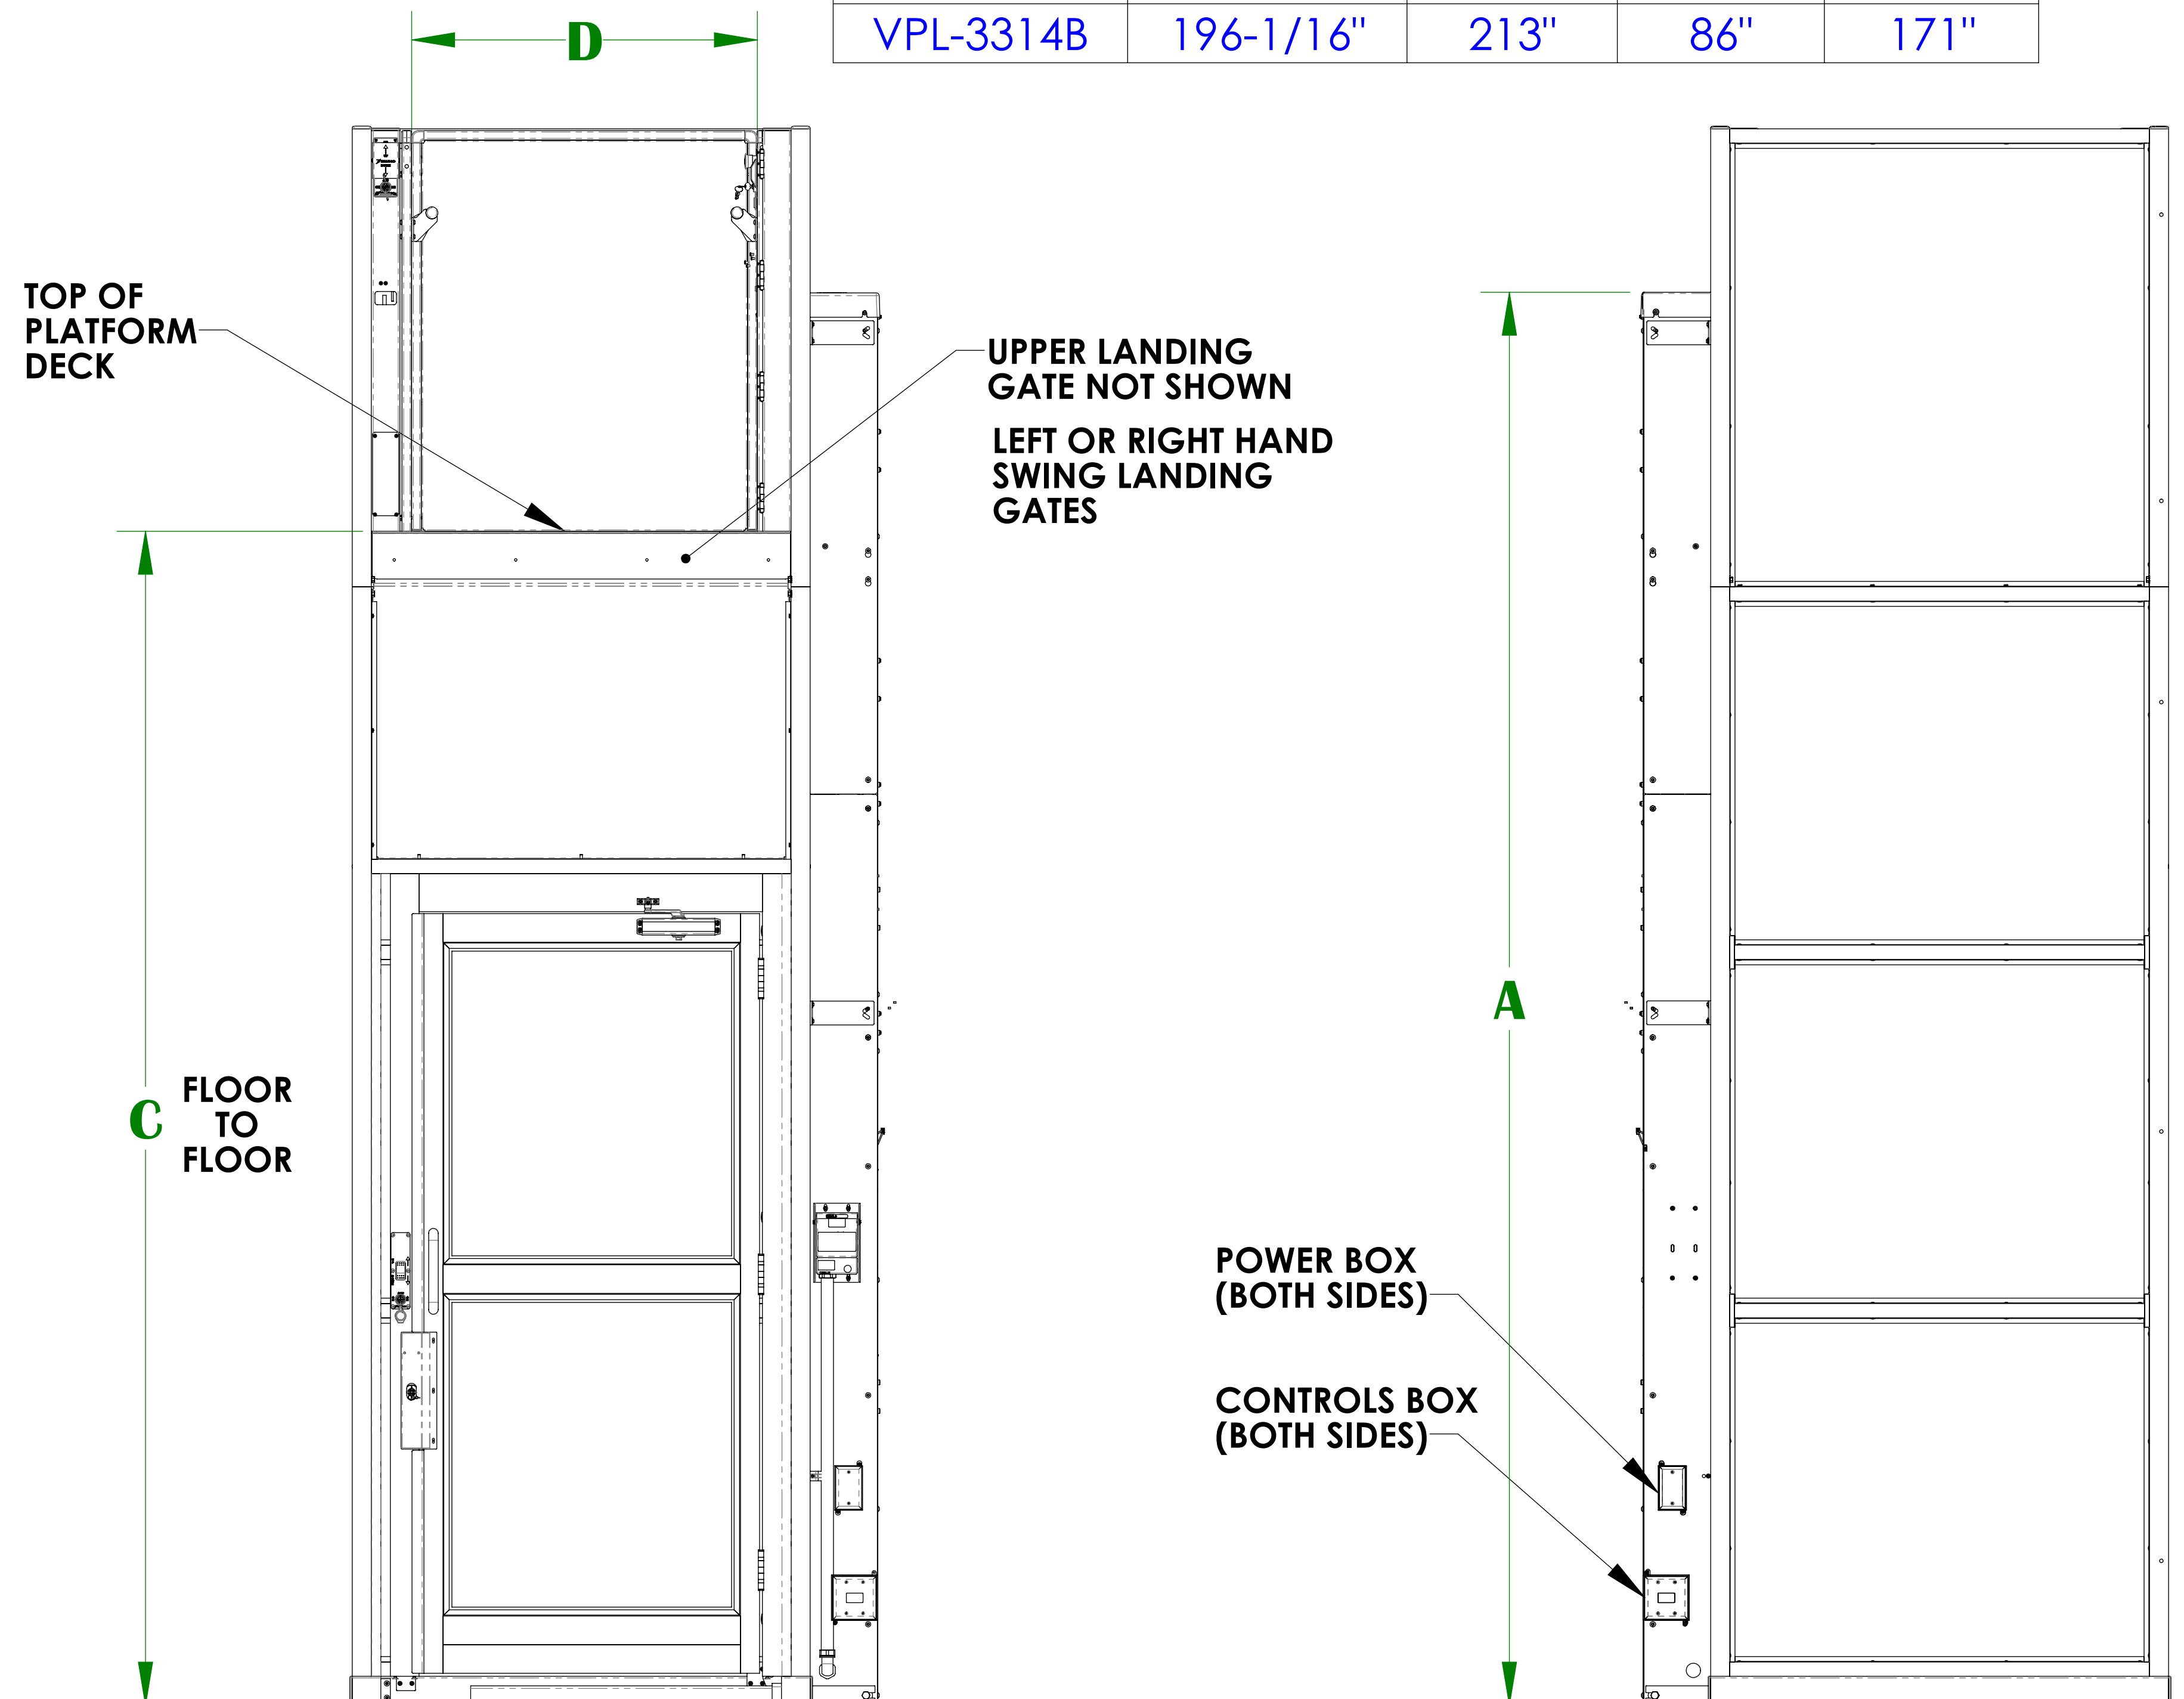 VPL-3314B 196-1/16" 213" 86" 171"
D
TOP OF
PLATFORM
DECK
UPPER LANDING
GATE NOT SHOWN
LEFT OR RIGHT HAND
SWING LANDING
GATES
A
C
FLOOR
TO
FLOOR
POWER BOX
(BOTH SIDES)
CONTROLS BOX
(BOTH SIDES)